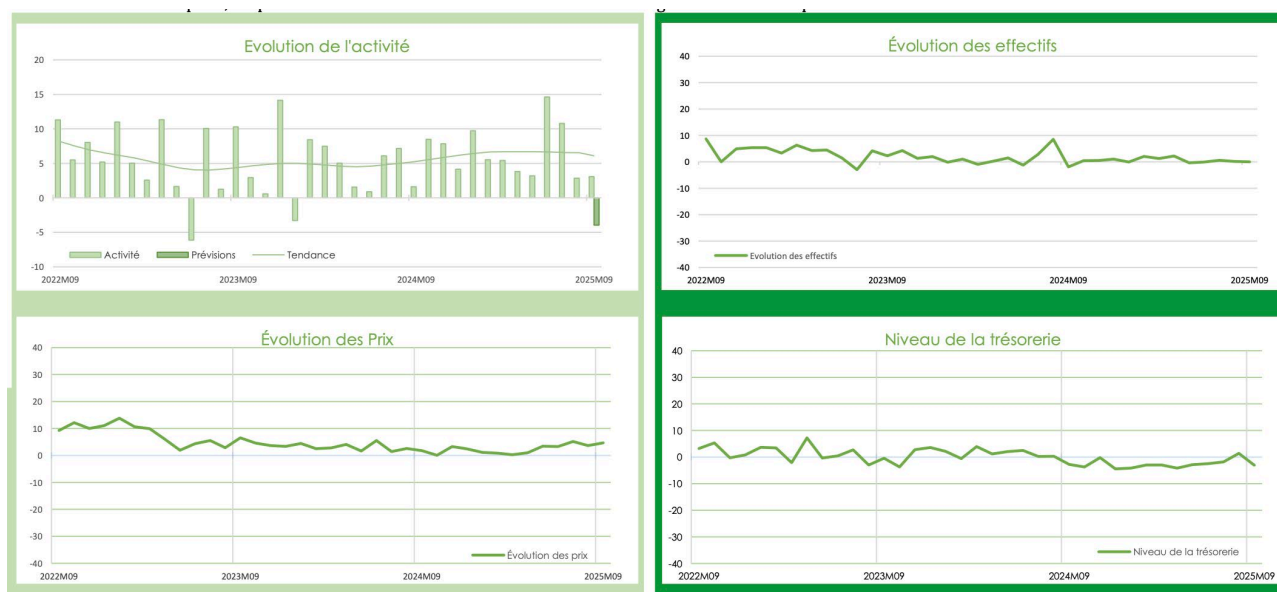 Evolution de l'activité
20
15
10
5
0
-5
-10
Activité Prévisions Tendance
2022M09 2023M09 2024M09 2025M09
Évolution des effectifs
40
30
20
10
0
-10
-20
-30
-40
Evolution des effectifs
2022M09 2023M09 2024M09 2025M09
Évolution des Prix
40
30
20
10
0
-10
-20
-30
-40
Évolution des prix
2022M09 2023M09 2024M09 2025M09
Niveau de la trésorerie
40
30
20
10
0
-10
-20
-30
-40
Niveau de la trésorerie
2022M09 2023M09 2024M09 2025M09